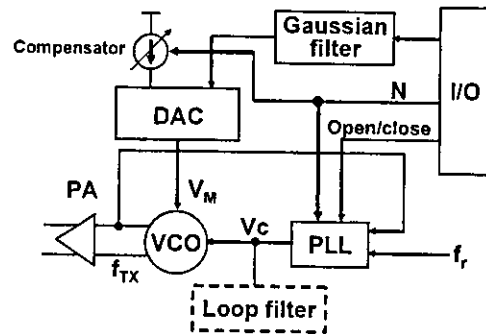 Gaussian
filter
Compensator
I/O
N
DAC
Open/close
PA
V_M
VCO
Vc
PLL
f_TX
f_r
Loop filter